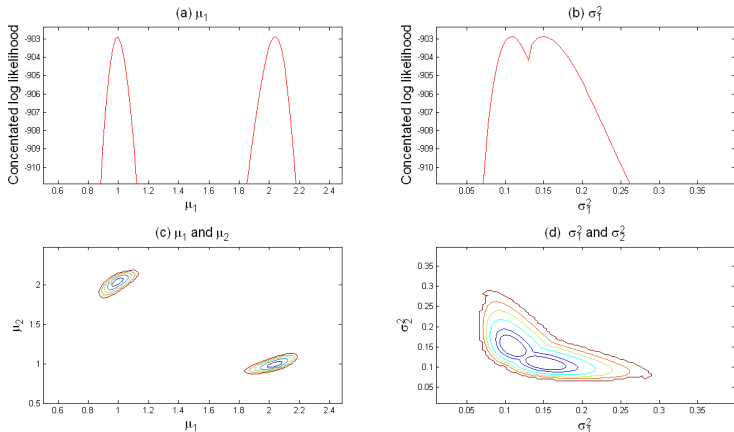 (a) μ₁
Concentated log likelihood
-903
-904
-905
-906
-907
-908
-909
-910
0.6 0.8 1 1.2 1.4 1.6 1.8 2 2.2 2.4
μ₁
(b) σ₁²
Concentated log likelihood
-903
-904
-905
-906
-907
-908
-909
-910
0.05 0.1 0.15 0.2 0.25 0.3 0.35
σ₁²
(c) μ₁ and μ₂
μ₂
2
1.5
1
0.5
0.6 0.8 1 1.2 1.4 1.6 1.8 2 2.2 2.4
μ₁
(d) σ₁² and σ₂²
σ₂²
0.35
0.3
0.25
0.2
0.15
0.1
0.05
0.05 0.1 0.15 0.2 0.25 0.3 0.35
σ₁²